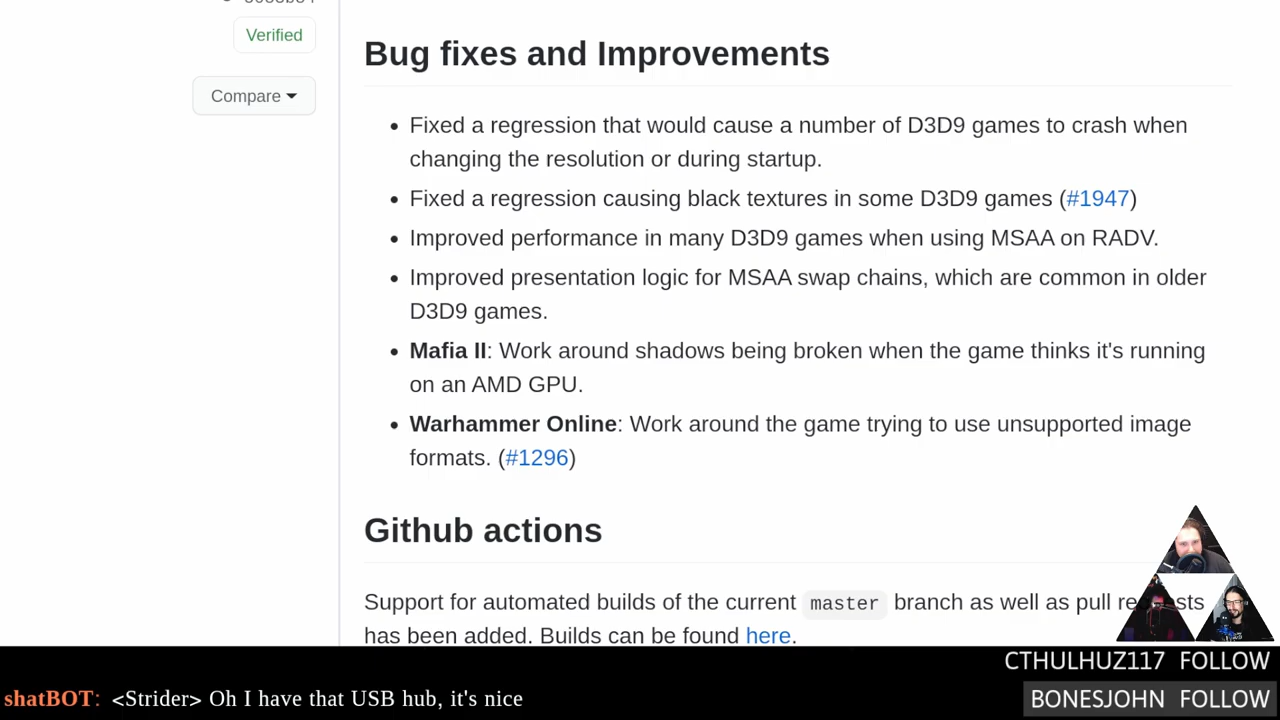 Verified
Compare
Bug fixes and Improvements
• Fixed a regression that would cause a number of D3D9 games to crash when
changing the resolution or during startup.
• Fixed a regression causing black textures in some D3D9 games (#1947)
• Improved performance in many D3D9 games when using MSAA on RADV.
• Improved presentation logic for MSAA swap chains, which are common in older
D3D9 games.
• Mafia II: Work around shadows being broken when the game thinks it's running
on an AMD GPU.
• Warhammer Online: Work around the game trying to use unsupported image
formats. (#1296)
Github actions
Support for automated builds of the current master branch as well as pull
has been added. Builds can be found here.
CTHULHUZ117 FOLLOW
shatBOT: <Strider> Oh I have that USB hub, it's nice
BONESJOHN FOLLOW